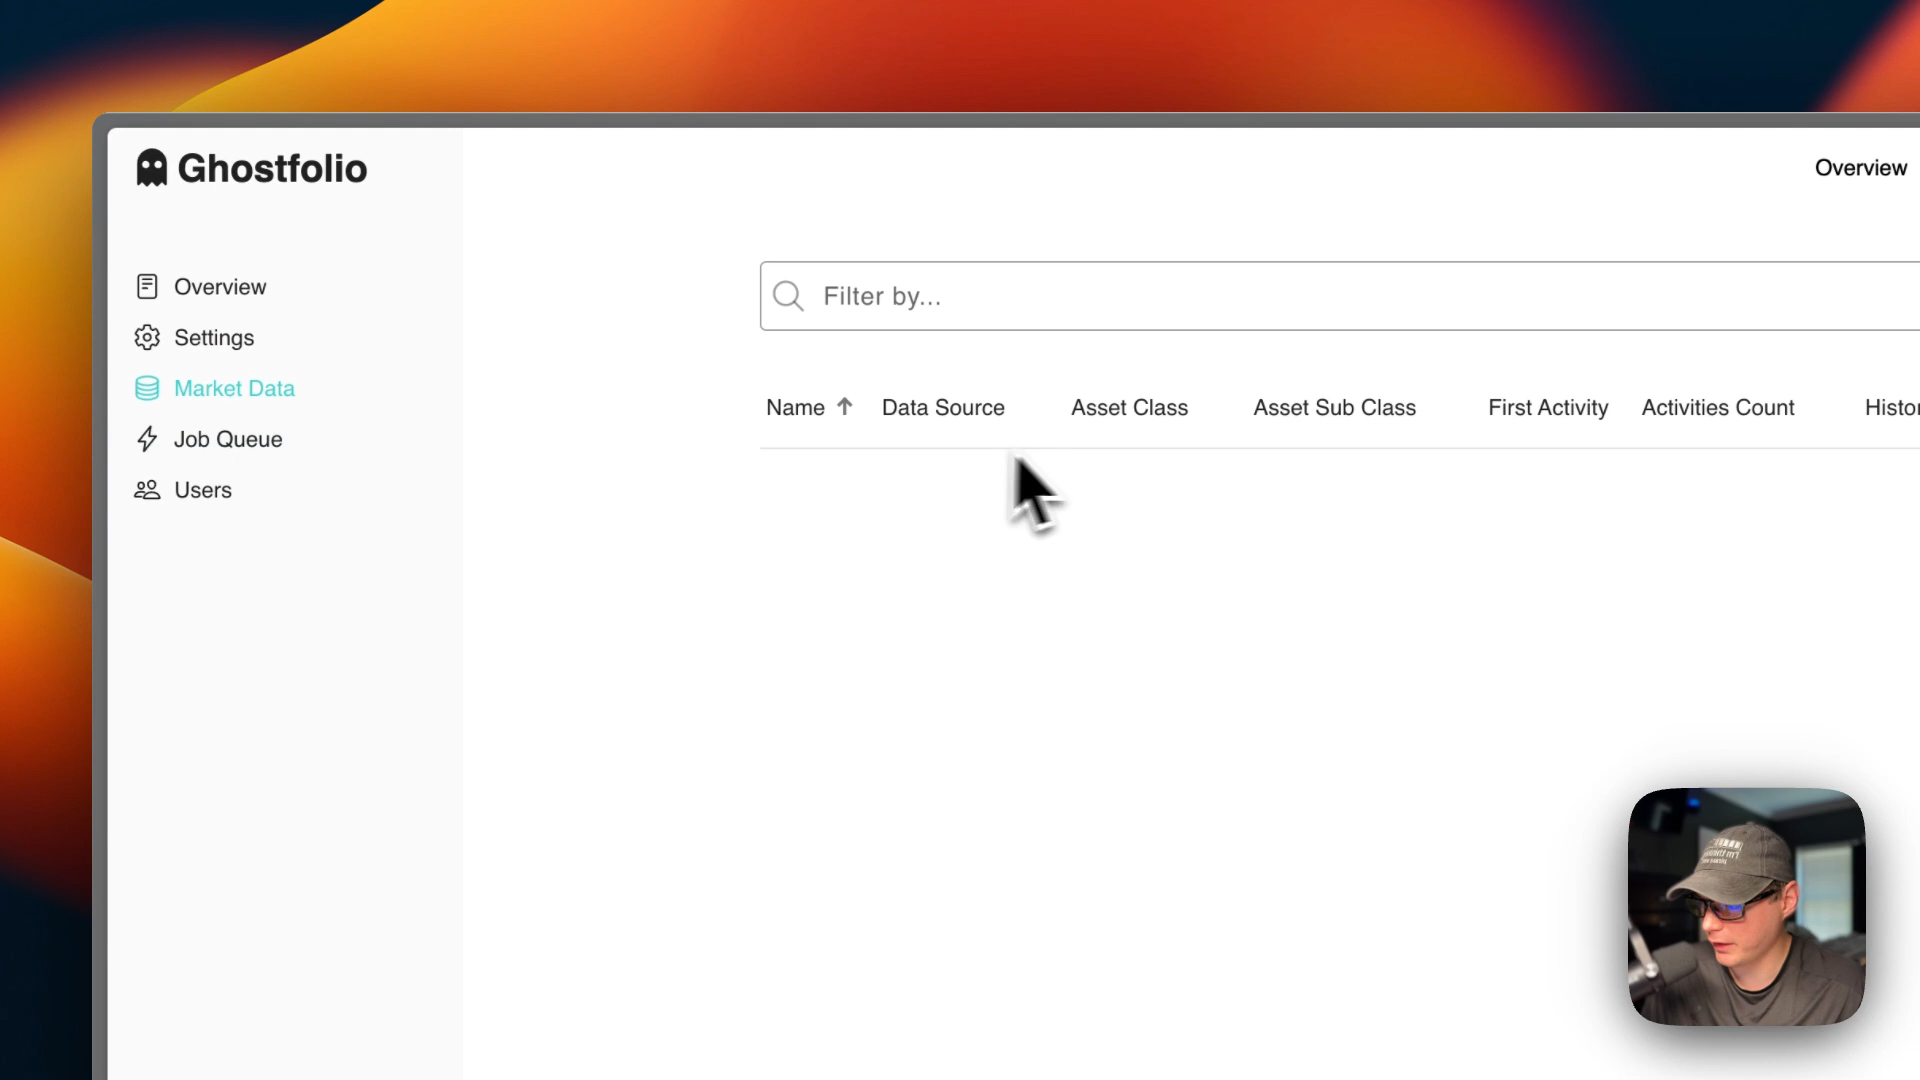 Ghostfolio
Overview
Overview
Settings
Market Data
Job Queue
Users
Filter by...
Name Data Source Asset Class Asset Sub Class First Activity Activities Count Histor